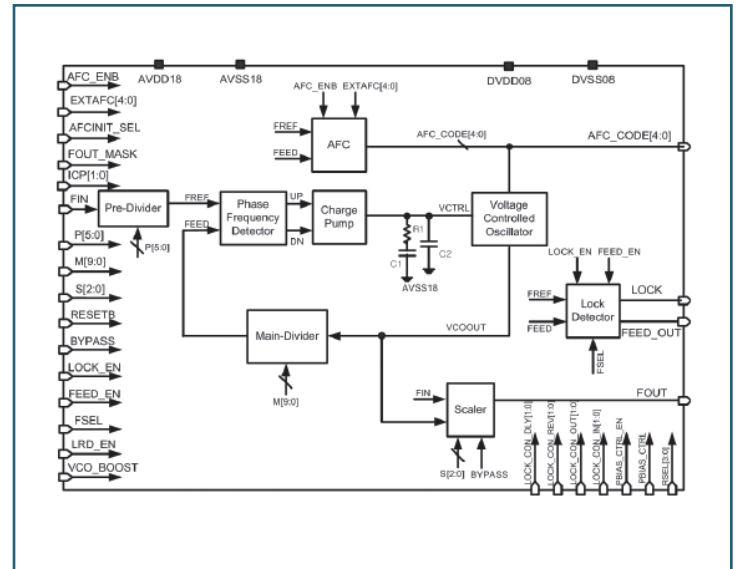 AVDD18
AVSS18
DVDD08
DVSS08
AFC_ENB
EXTAFC[4:0]
AFCINIT_SEL
FOUT_MASK
ICP[1:0]
FIN
P[5:0]
M[9:0]
S[2:0]
RESETB
BYPASS
LOCK_EN
FEED_EN
FSEL
LRD_EN
VCO_BOOST
AFC_ENB EXTAFC[4:0]
FREF
FEED
AFC
AFC_CODE[4:0]
AFC_CODE[4:0]
Pre-Divider
P[5:0]
FREF
FEED
Phase
Frequency
Detector
UP
DN
Charge
Pump
VCTRL
R1
C1
C2
AVSS18
Voltage
Controlled
Oscillator
LOCK_EN FEED_EN
FREF
FEED
Lock
Detector
LOCK
FEED_OUT
FSEL
Main-Divider
M[9:0]
VCOOUT
FIN
Scaler
S[2:0] BYPASS
FOUT
LOCK_CON_DLY[1:0]
LOCK_CON_REV[1:0]
LOCK_CON_OUT[1:0]
LOCK_CON_IN[1:0]
PBIAS_CTRL_EN
PBIAS_CTRL
RSEL[3:0]